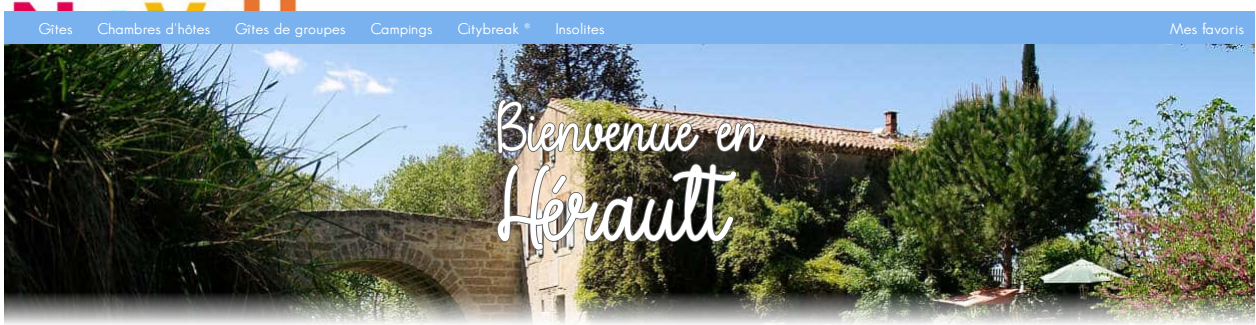 Gîtes Chambres d'hôtes Gîtes de groupes Campings Citybreak ® Insolites Mes favoris
Bienvenue en
Hérault